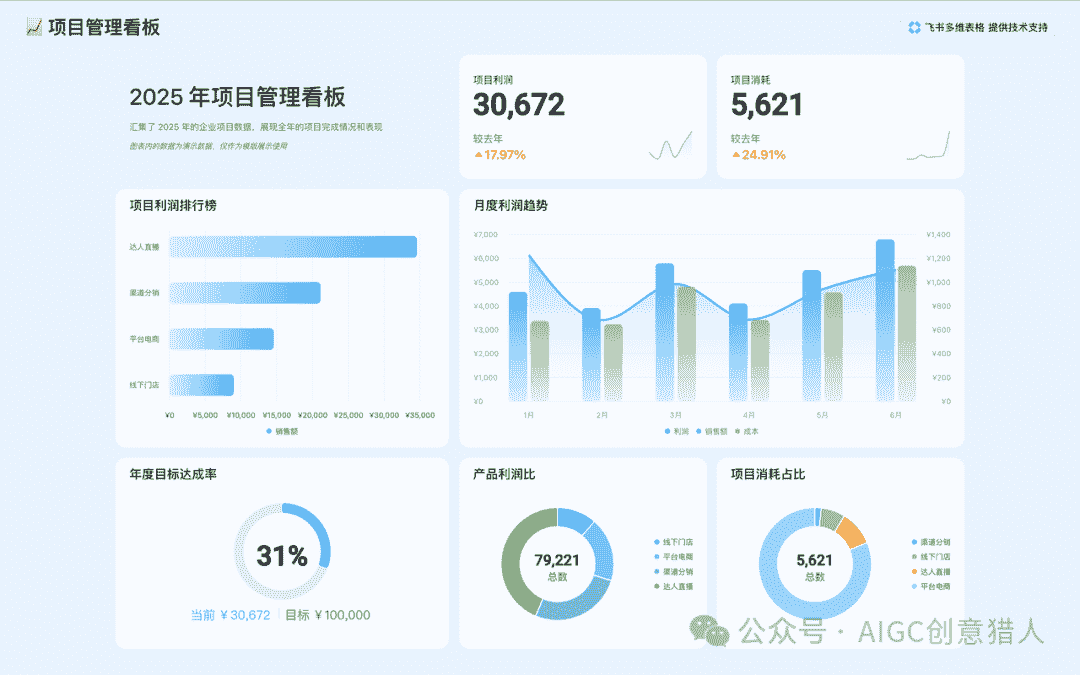 项目管理看板
飞书多维表格 提供技术支持
2025 年项目管理看板
汇集了 2025 年的企业项目数据，展现全年的项目完成情况和表现
图表内的数据为演示数据，仅作为模版展示使用
项目利润
30,672
较去年
17.97%
项目消耗
5,621
较去年
24.91%
项目利润排行榜
达人直播
渠道分销
平台电商
线下门店
¥0 ¥5,000 ¥10,000 ¥15,000 ¥20,000 ¥25,000 ¥30,000 ¥35,000
销售额
月度利润趋势
¥7,000 ¥1,400
¥6,000 ¥1,200
¥5,000 ¥1,000
¥4,000 ¥800
¥3,000 ¥600
¥2,000 ¥400
¥1,000 ¥200
¥0 ¥0
1月 2月 3月 4月 5月 6月
利润 销售额 成本
年度目标达成率
31%
当前 ¥30,672 目标 ¥100,000
产品利润比
79,221
总数
线下门店
平台电商
渠道分销
达人直播
项目消耗占比
5,621
总数
渠道分销
线下门店
达人直播
平台电商
公众号 · AIGC创意猎人